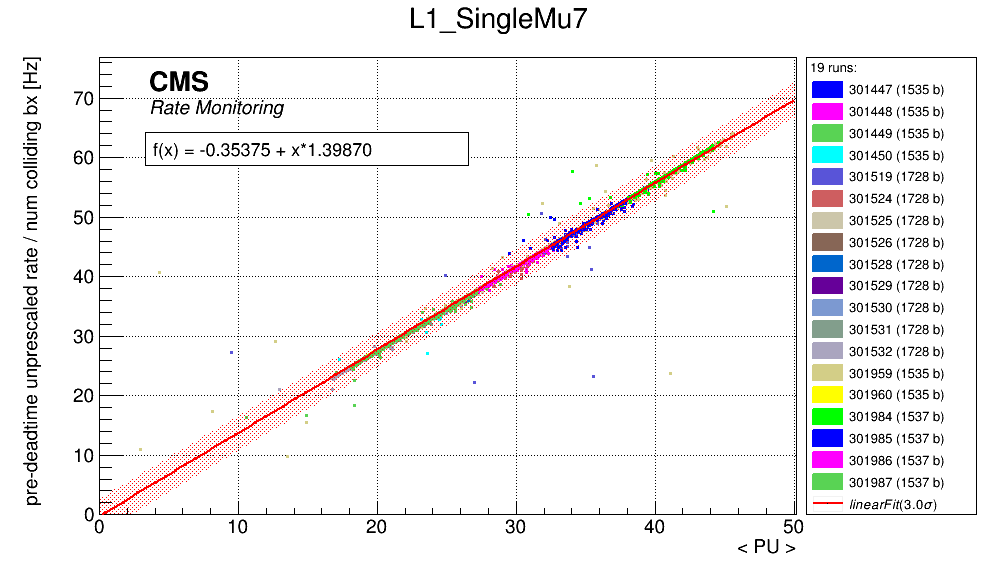 L1_SingleMu7
pre-deadtime unprescaled rate / num colliding bx [Hz]
CMS
Rate Monitoring
f(x) = -0.35375 + x*1.39870
70
60
50
40
30
20
10
0
0 10 20 30 40 50
< PU >
19 runs:
301447 (1535 b)
301448 (1535 b)
301449 (1535 b)
301450 (1535 b)
301519 (1728 b)
301524 (1728 b)
301525 (1728 b)
301526 (1728 b)
301528 (1728 b)
301529 (1728 b)
301530 (1728 b)
301531 (1728 b)
301532 (1728 b)
301959 (1535 b)
301960 (1535 b)
301984 (1537 b)
301985 (1537 b)
301986 (1537 b)
301987 (1537 b)
linearFit(3.0σ)